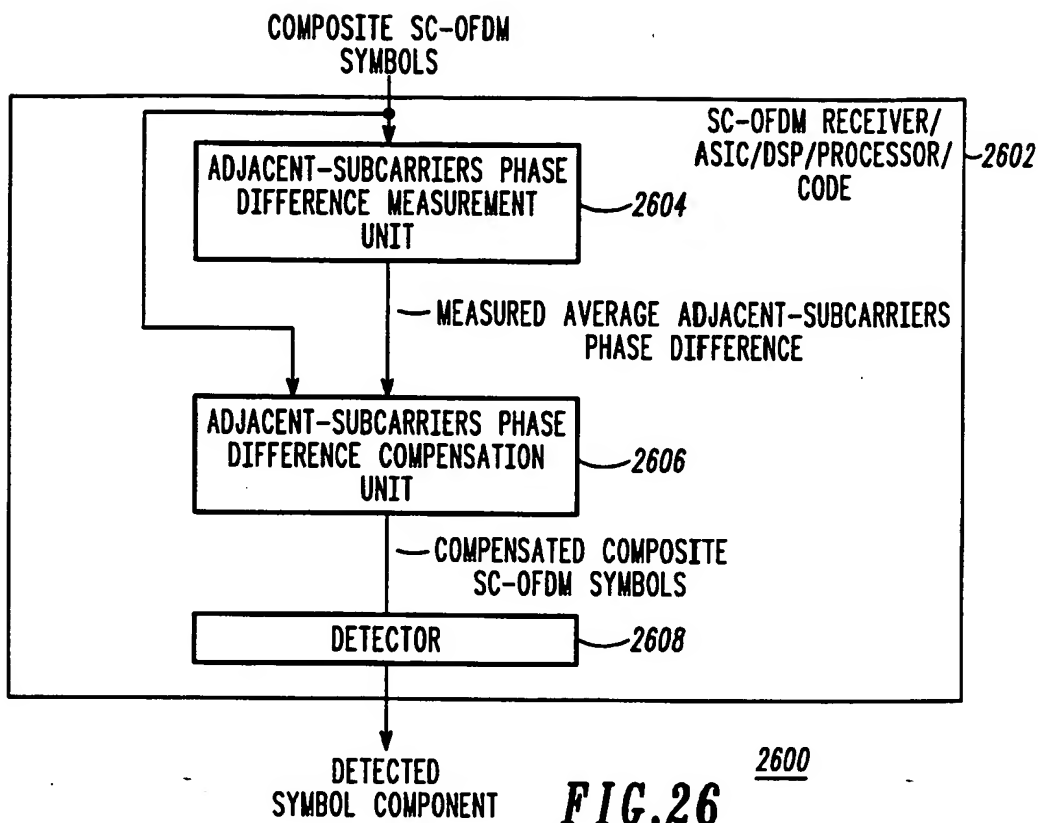 COMPOSITE SC-OFDM
SYMBOLS
SC-OFDM RECEIVER/
ASIC/DSP/PROCESSOR/
CODE
2602
ADJACENT-SUBCARRIERS PHASE
DIFFERENCE MEASUREMENT
UNIT
2604
MEASURED AVERAGE ADJACENT-SUBCARRIERS
PHASE DIFFERENCE
ADJACENT-SUBCARRIERS PHASE
DIFFERENCE COMPENSATION
UNIT
2606
COMPENSATED COMPOSITE
SC-OFDM SYMBOLS
DETECTOR
2608
DETECTED
SYMBOL COMPONENT
2600
FIG.26